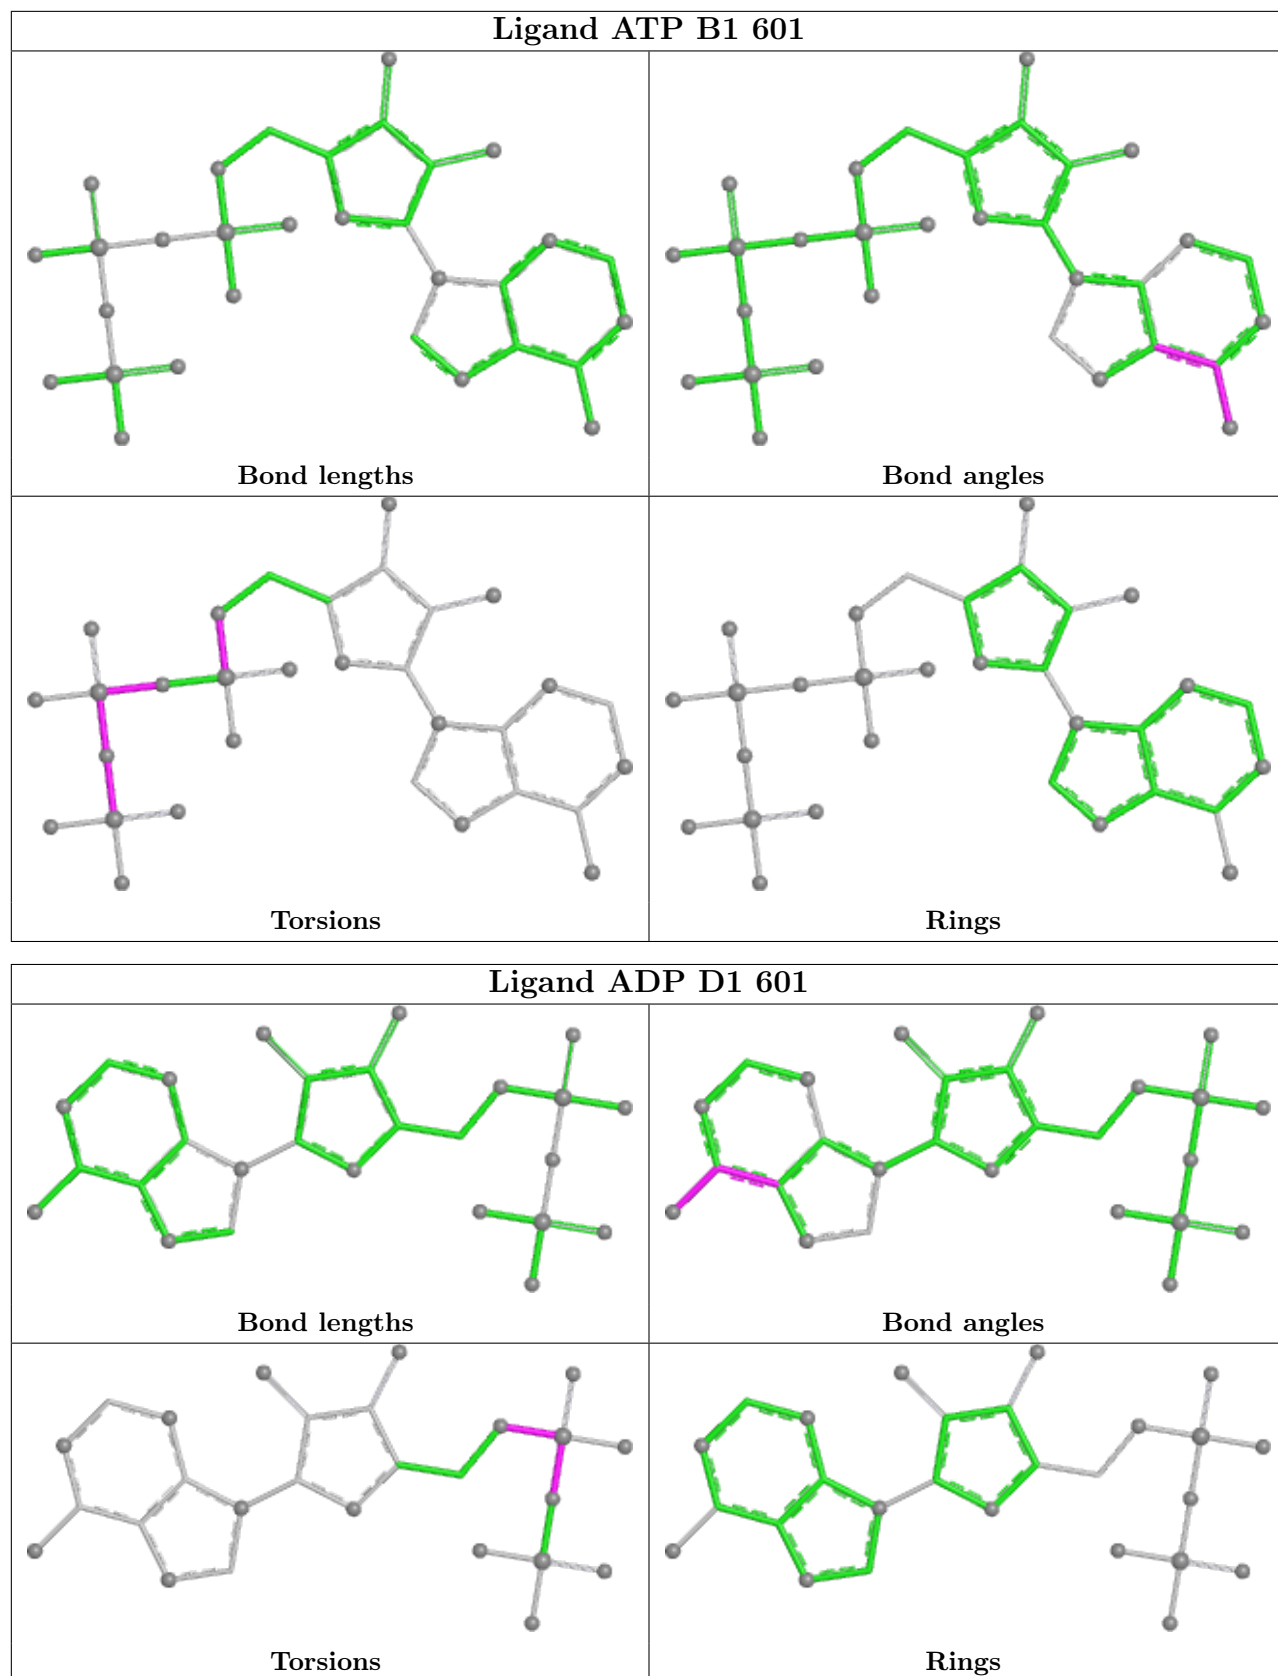 Ligand ATP B1 601
Bond lengths
Bond angles
Torsions
Rings
Ligand ADP D1 601
Bond lengths
Bond angles
Torsions
Rings